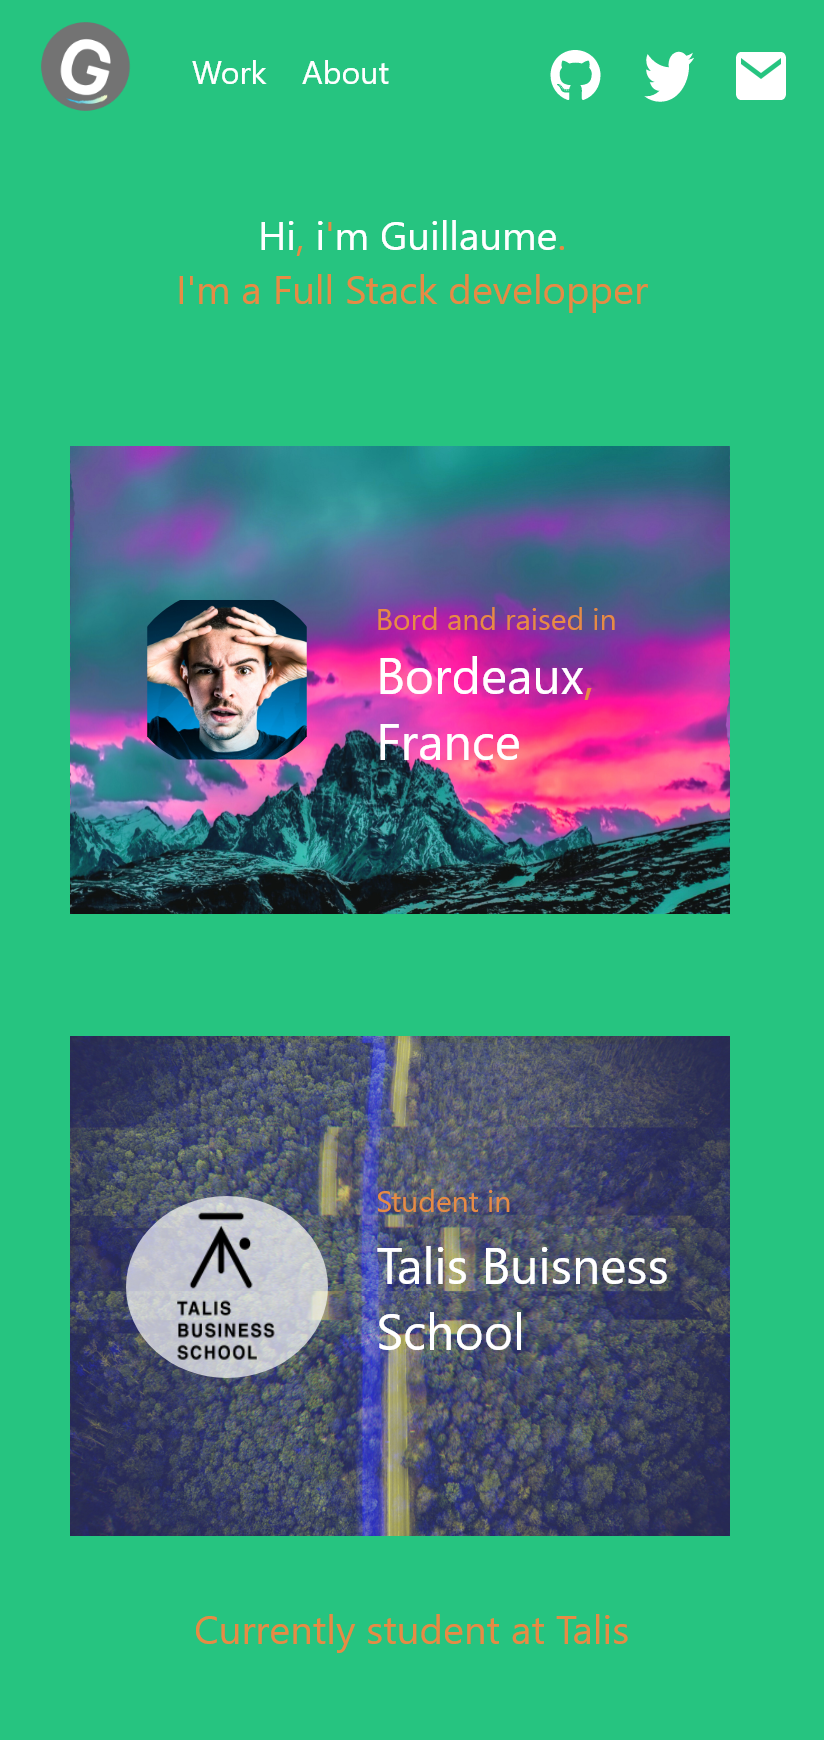 G
Work About
Hi, i'm Guillaume.
I'm a Full Stack developper
Bord and raised in
Bordeaux,
France
Student in
Talis Buisness
School
TALIS
BUSINESS
SCHOOL
Currently student at Talis